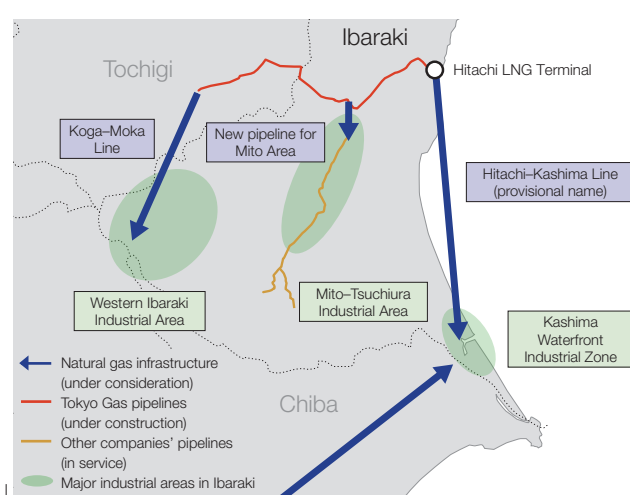 Ibaraki
Tochigi
Hitachi LNG Terminal
Koga–Moka
Line
New pipeline for
Mito Area
Hitachi–Kashima Line
(provisional name)
Western Ibaraki
Industrial Area
Mito–Tsuchiura
Industrial Area
Kashima
Waterfront
Industrial Zone
Chiba
Natural gas infrastructure
(under consideration)
Tokyo Gas pipelines
(under construction)
Other companies’ pipelines
(in service)
Major industrial areas in Ibaraki